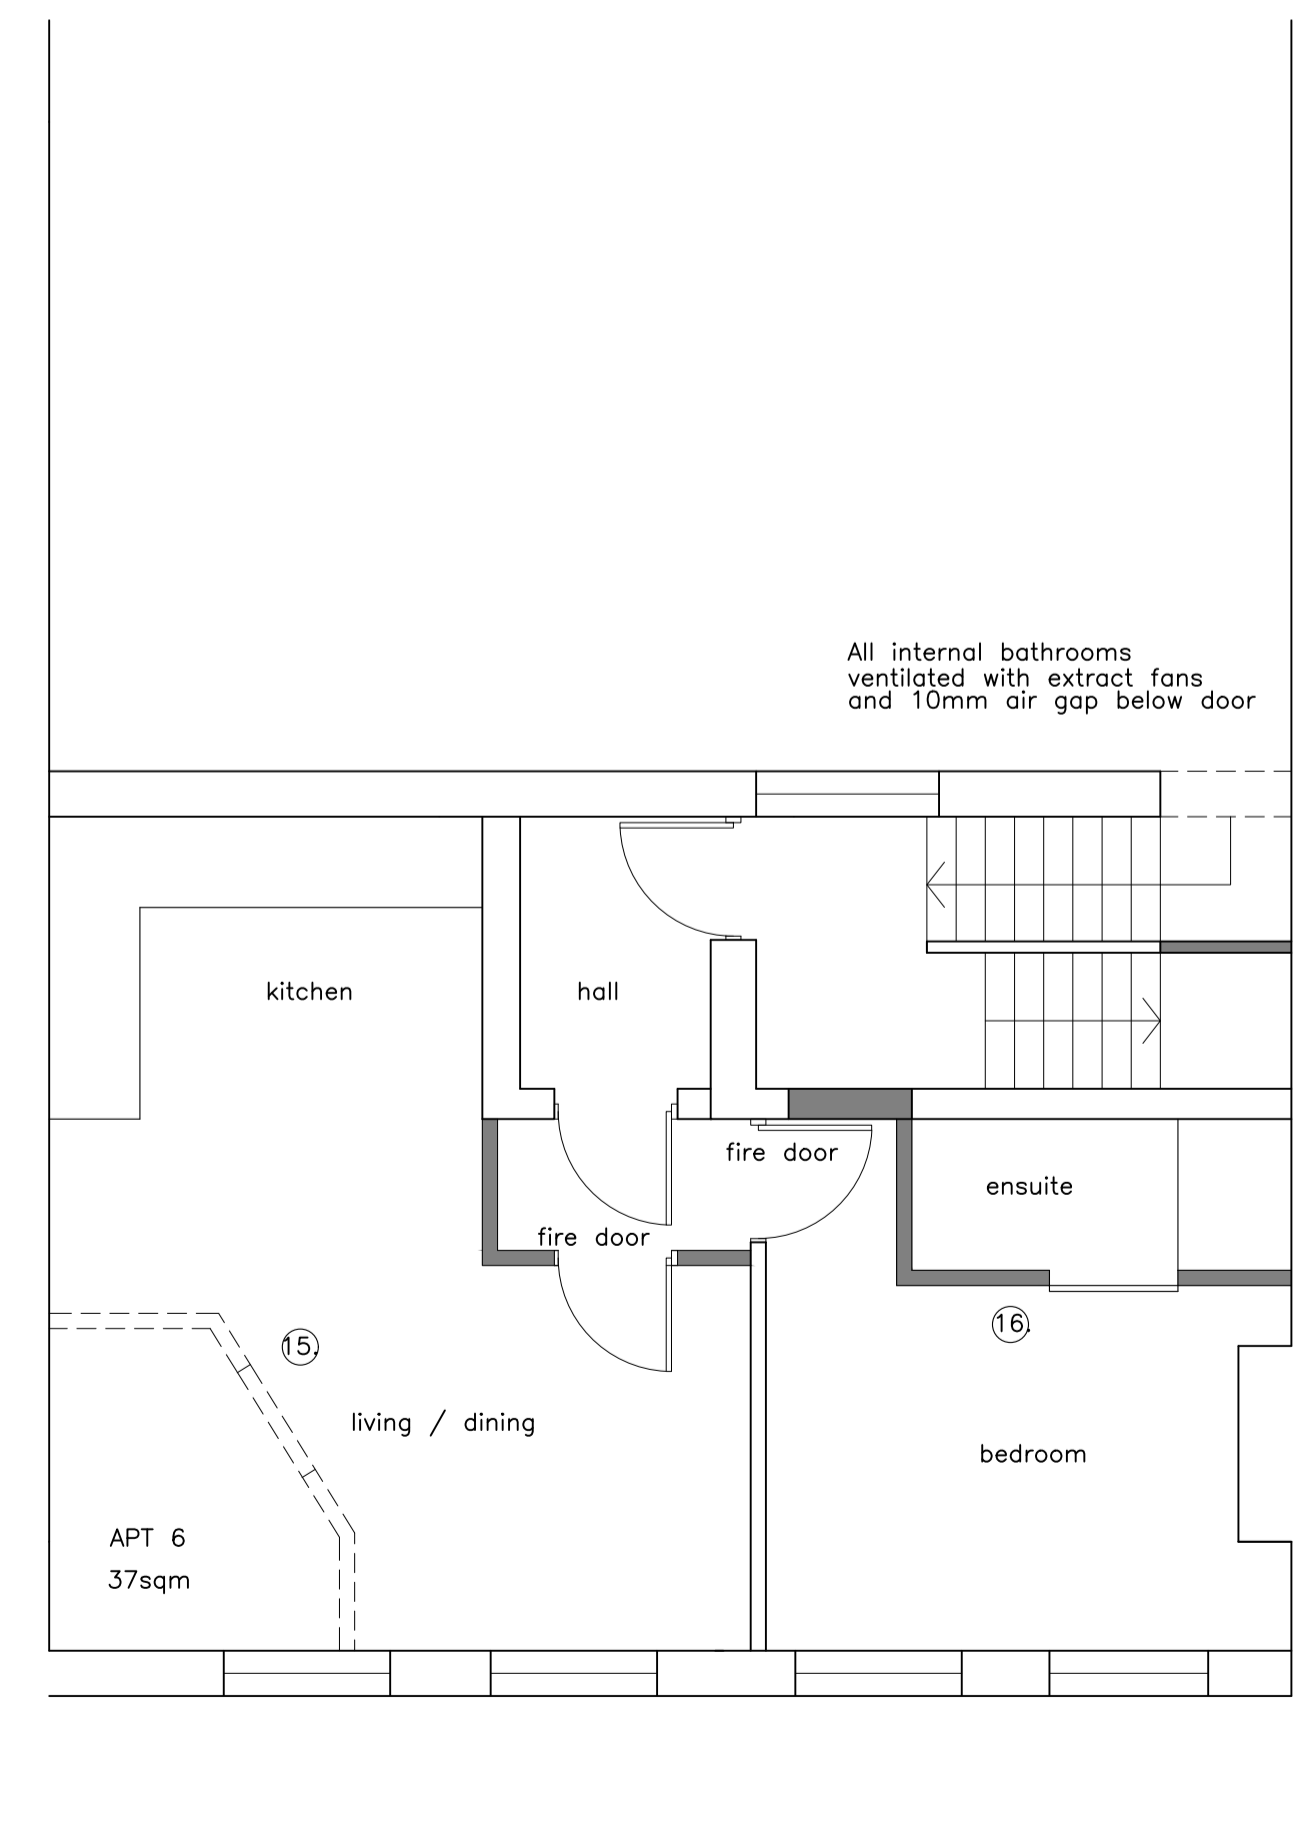 All internal bathrooms
ventilated with extract fans
and 10mm air gap below door
kitchen
hall
fire door
ensuite
fire door
16.
15.
living / dining
bedroom
APT 6
37sqm